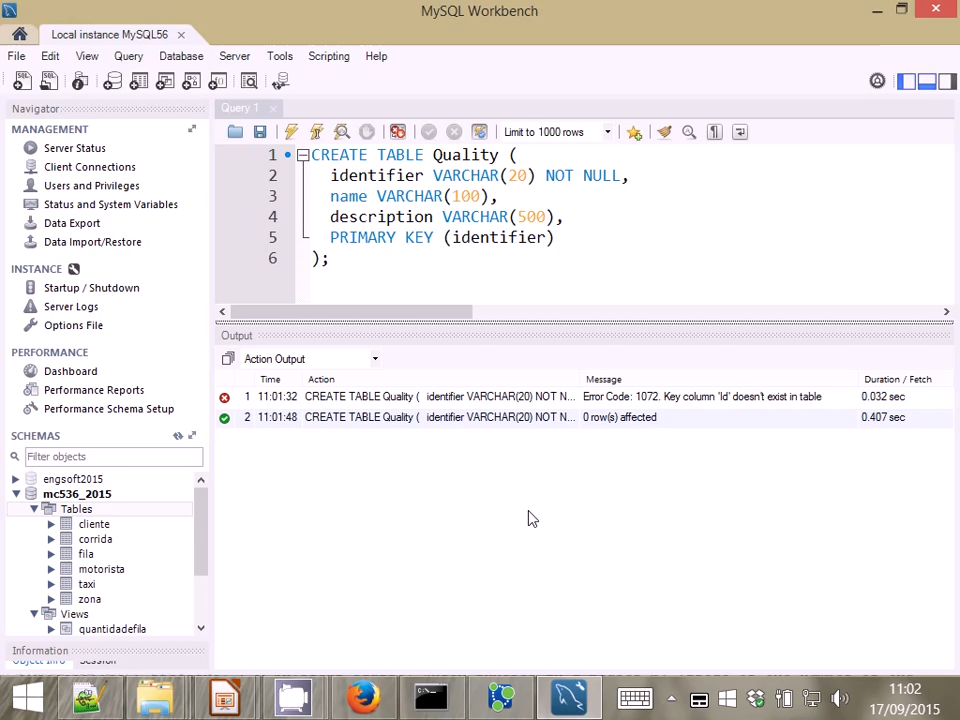 MySQL Workbench
Local instance MySQL56
File Edit View Query Database Server Tools Scripting Help
Navigator
MANAGEMENT
Server Status
Client Connections
Users and Privileges
Status and System Variables
Data Export
Data Import/Restore
INSTANCE
Startup / Shutdown
Server Logs
Options File
PERFORMANCE
Dashboard
Performance Reports
Performance Schema Setup
SCHEMAS
Filter objects
engsoft2015
mc536_2015
Tables
cliente
corrida
fila
motorista
taxi
zona
Views
quantidadefila
Information
Object Info Session
Query 1
Limit to 1000 rows
1 CREATE TABLE Quality (
2 identifier VARCHAR(20) NOT NULL,
3 name VARCHAR(100),
4 description VARCHAR(500),
5 PRIMARY KEY (identifier)
6 );
Output
Action Output
Time Action Message Duration / Fetch
1 11:01:32 CREATE TABLE Quality ( identifier VARCHAR(20) NOT N... Error Code: 1072. Key column 'Id' doesn't exist in table 0.032 sec
2 11:01:48 CREATE TABLE Quality ( identifier VARCHAR(20) NOT N... 0 row(s) affected 0.407 sec
11:02
17/09/2015